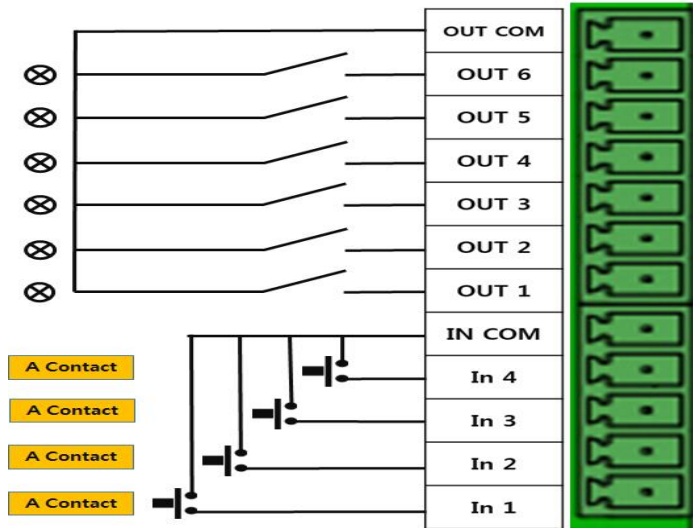 OUT COM
OUT 6
OUT 5
OUT 4
OUT 3
OUT 2
OUT 1
IN COM
A Contact In 4
A Contact In 3
A Contact In 2
A Contact In 1